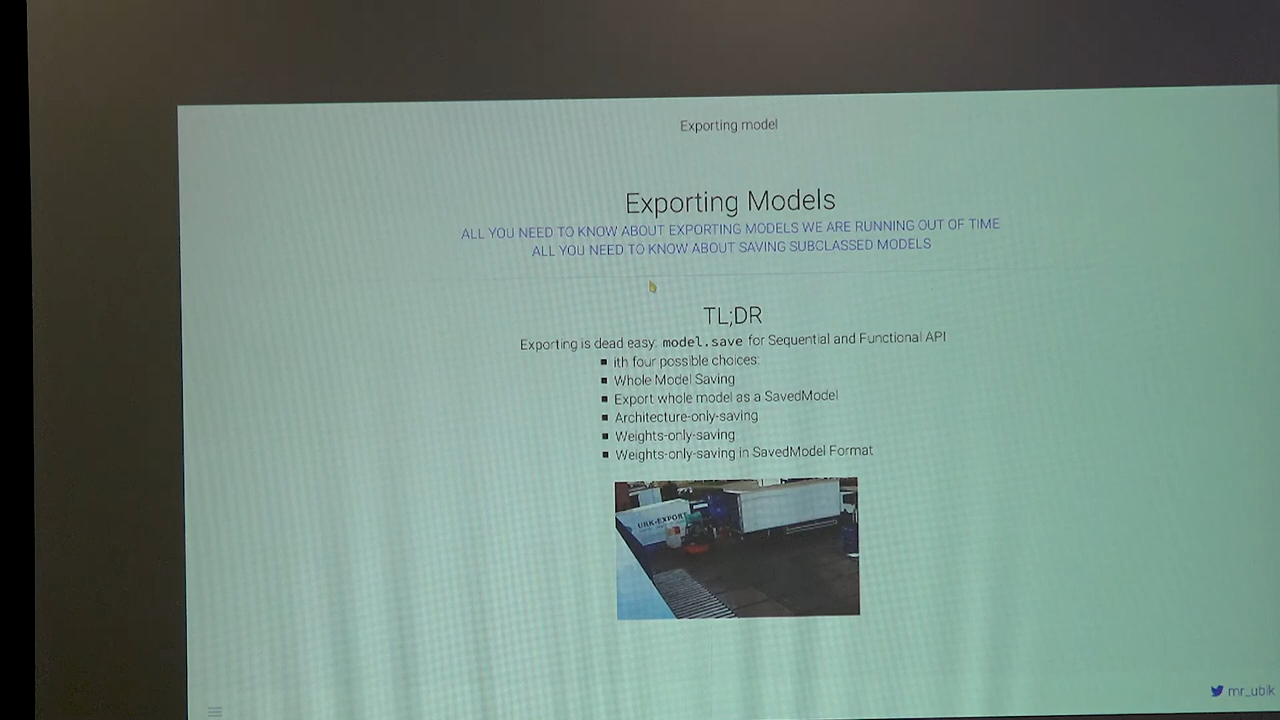 Exporting model
Exporting Models
ALL YOU NEED TO KNOW ABOUT EXPORTING MODELS WE ARE RUNNING OUT OF TIME
ALL YOU NEED TO KNOW ABOUT SAVING SUBCLASSED MODELS
TL;DR
Exporting is dead easy: model.save for Sequential and Functional API
ith four possible choices:
Whole Model Saving
Export whole model as a SavedModel
Architecture-only-saving
Weights-only-saving
Weights-only-saving in SavedModel Format
URK-EXPORT
mr_ubik